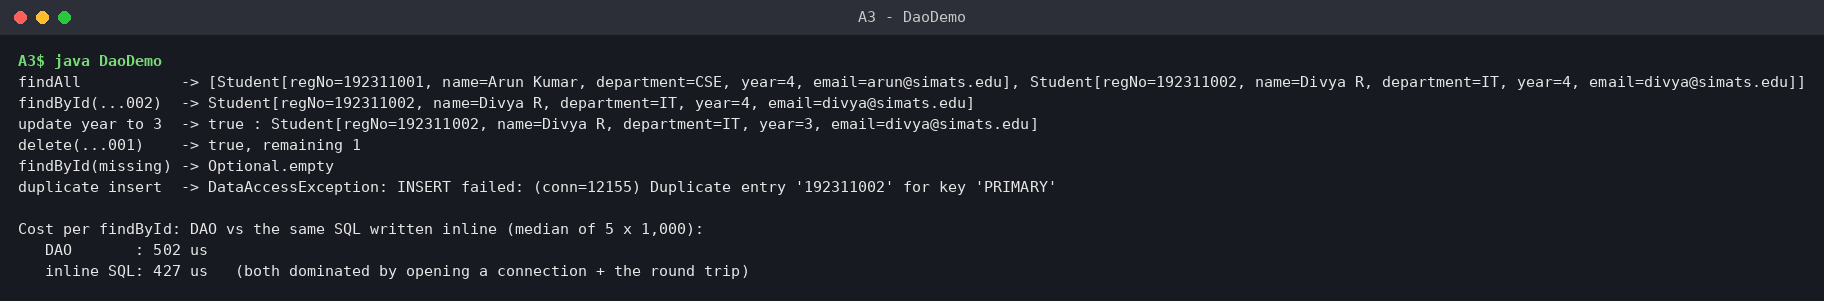 A3 - DaoDemo
A3$ java DaoDemo
findAll           -> [Student[regNo=192311001, name=Arun Kumar, department=CSE, year=4, email=arun@simats.edu], Student[regNo=192311002, name=Divya R, department=IT, year=4, email=divya@simats.edu]]
findById(...002)  -> Student[regNo=192311002, name=Divya R, department=IT, year=4, email=divya@simats.edu]
update year to 3  -> true : Student[regNo=192311002, name=Divya R, department=IT, year=3, email=divya@simats.edu]
delete(...001)    -> true, remaining 1
findById(missing) -> Optional.empty
duplicate insert  -> DataAccessException: INSERT failed: (conn=12155) Duplicate entry '192311002' for key 'PRIMARY'
Cost per findById: DAO vs the same SQL written inline (median of 5 x 1,000):
   DAO       : 502 us
   inline SQL: 427 us   (both dominated by opening a connection + the round trip)